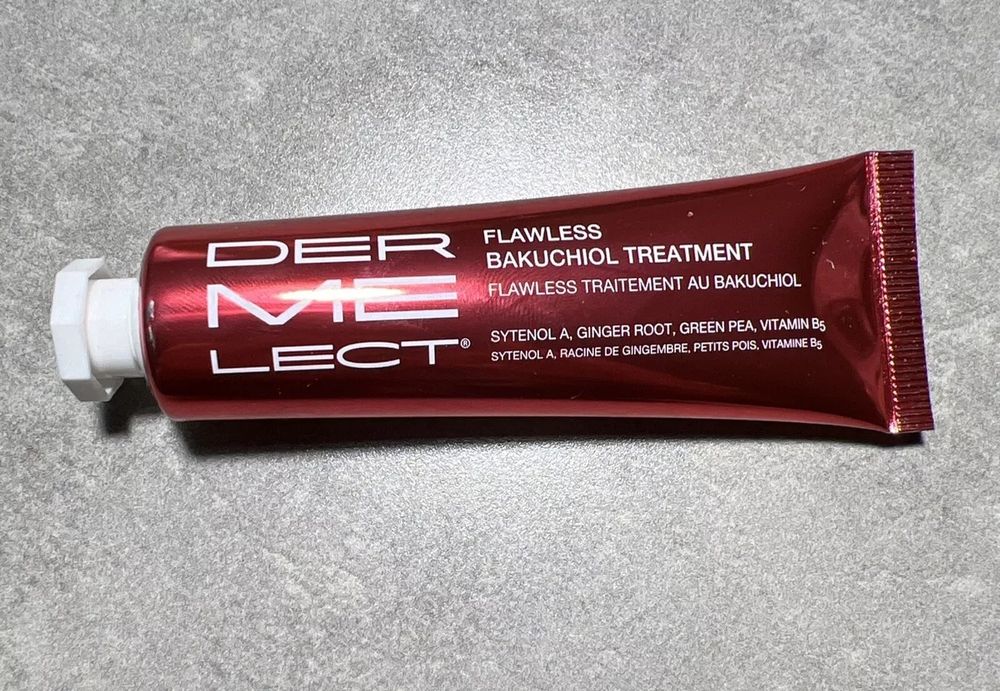 DER
ME
LECT®
FLAWLESS
BAKUCHIOL TREATMENT
FLAWLESS TRAITEMENT AU BAKUCHIOL
SYTENOL A, GINGER ROOT, GREEN PEA, VITAMIN B5
SYTENOL A, RACINE DE GINGEMBRE, PETITS POIS, VITAMINE B5